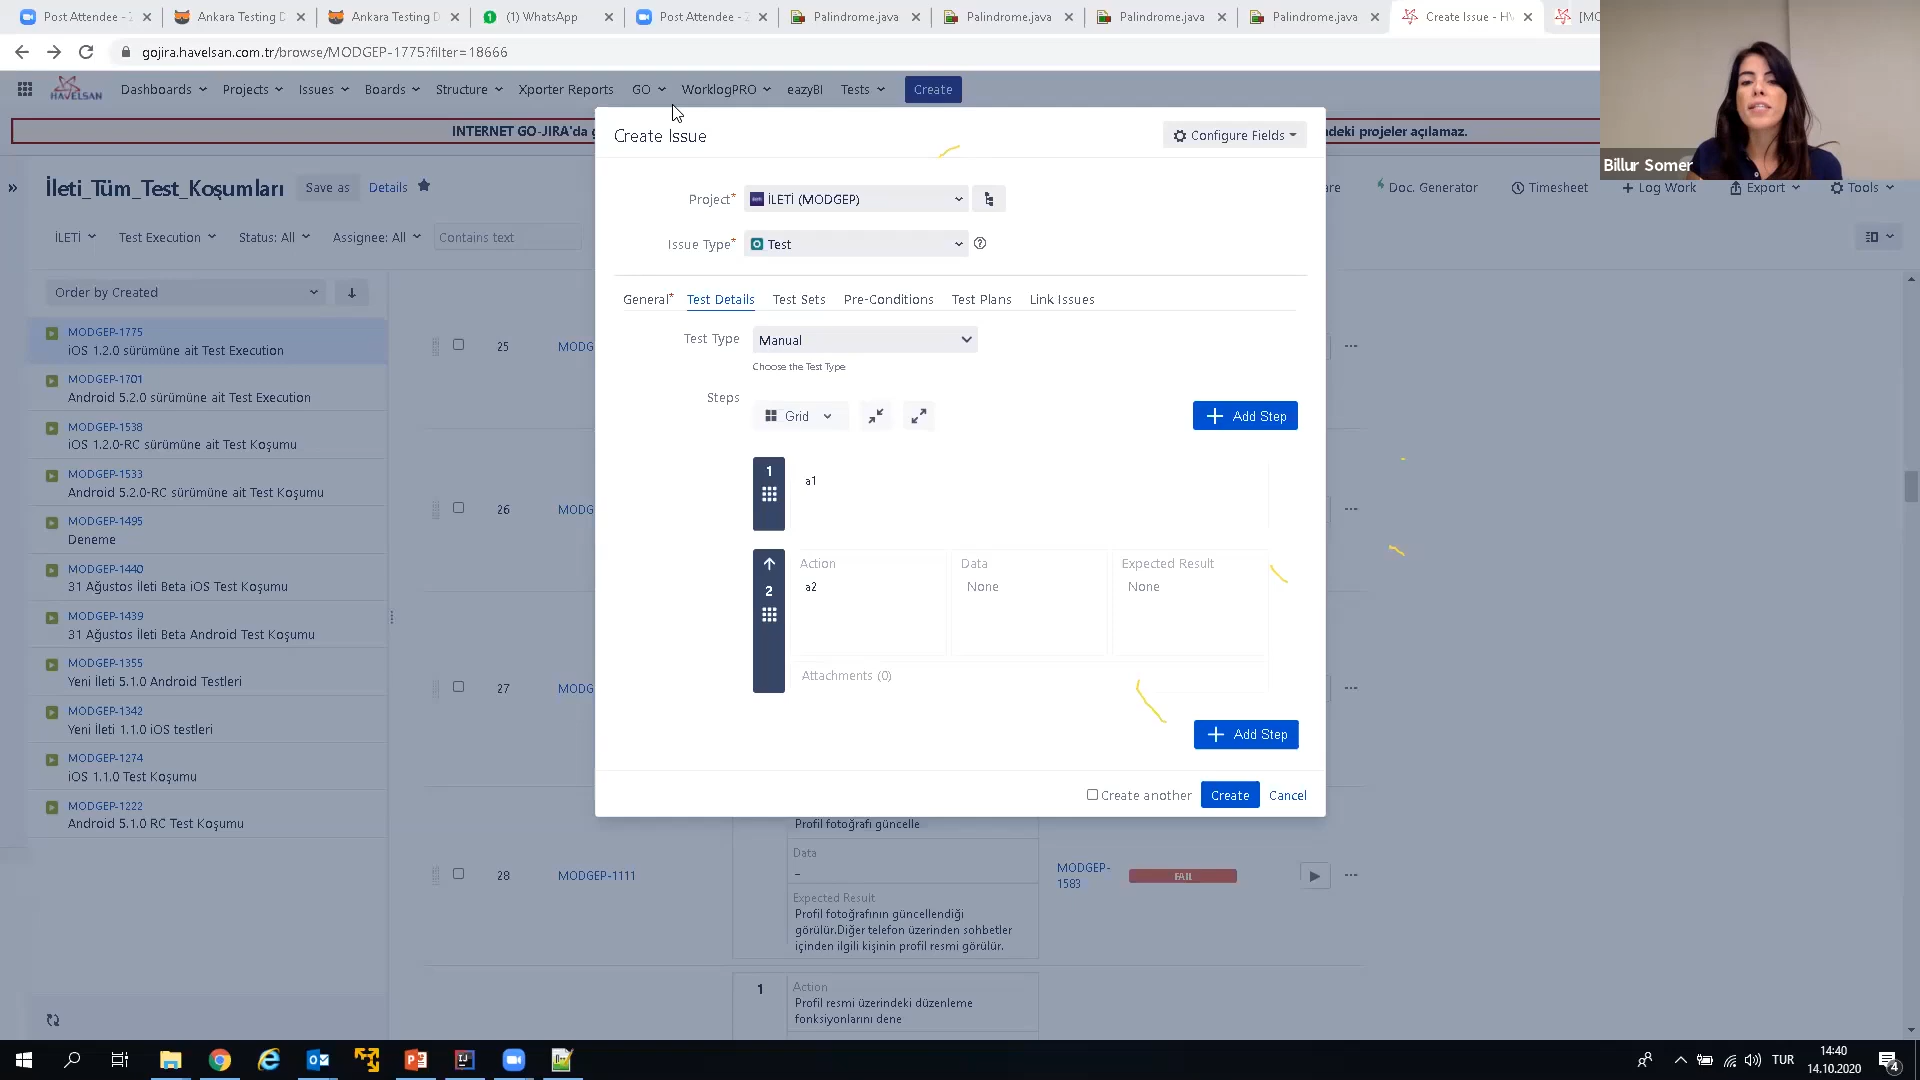 Post Attendee - Z
Ankara Testing D
Ankara Testing D
(1) WhatsApp
Post Attendee - Z
Palindrome.java
Palindrome.java
Palindrome.java
Palindrome.java
Create Issue - HV
[MO
gojira.havelsan.com.tr/browse/MODGEP-1775?filter=18666
HAVELSAN
Dashboards
Projects
Issues
Boards
Structure
Xporter Reports
GO
WorklogPRO
eazyBI
Tests
Create
INTERNET GO-JIRA'da g
ndeki projeler açılamaz.
Billur Somer
İleti_Tüm_Test_Koşumları
Save as
Details
are
Doc. Generator
Timesheet
Log Work
Export
Tools
İLETİ
Test Execution
Status: All
Assignee: All
Contains text
Order by Created
MODGEP-1775
iOS 1.2.0 sürümüne ait Test Execution
MODGEP-1701
Android 5.2.0 sürümüne ait Test Execution
MODGEP-1538
iOS 1.2.0-RC sürümüne ait Test Koşumu
MODGEP-1533
Android 5.2.0-RC sürümüne ait Test Koşumu
MODGEP-1495
Deneme
MODGEP-1440
31 Ağustos İleti Beta iOS Test Koşumu
MODGEP-1439
31 Ağustos İleti Beta Android Test Koşumu
MODGEP-1355
Yeni İleti 5.1.0 Android Testleri
MODGEP-1342
Yeni İleti 1.1.0 iOS testleri
MODGEP-1274
iOS 1.1.0 Test Koşumu
MODGEP-1222
Android 5.1.0 RC Test Koşumu
25
MODG
26
MODG
27
MODG
Create Issue
Configure Fields
Project*
İLETİ (MODGEP)
Issue Type*
Test
General*
Test Details
Test Sets
Pre-Conditions
Test Plans
Link Issues
Test Type
Manual
Choose the Test Type
Steps
Grid
Add Step
1
a1
2
Action
a2
Data
None
Expected Result
None
Attachments (0)
Add Step
Create another
Create
Cancel
28
MODGEP-1111
Profil fotoğrafı güncelle
Data
–
Expected Result
Profil fotoğrafının güncellendiği
görülür.Diğer telefon üzerinden sohbetler
içinden ilgili kişinin profil resmi görülür.
MODGEP-
1583
FAIL
1
Action
Profil resmi üzerindeki düzenleme
fonksiyonlarını dene
TUR
14:40
14.10.2020
4